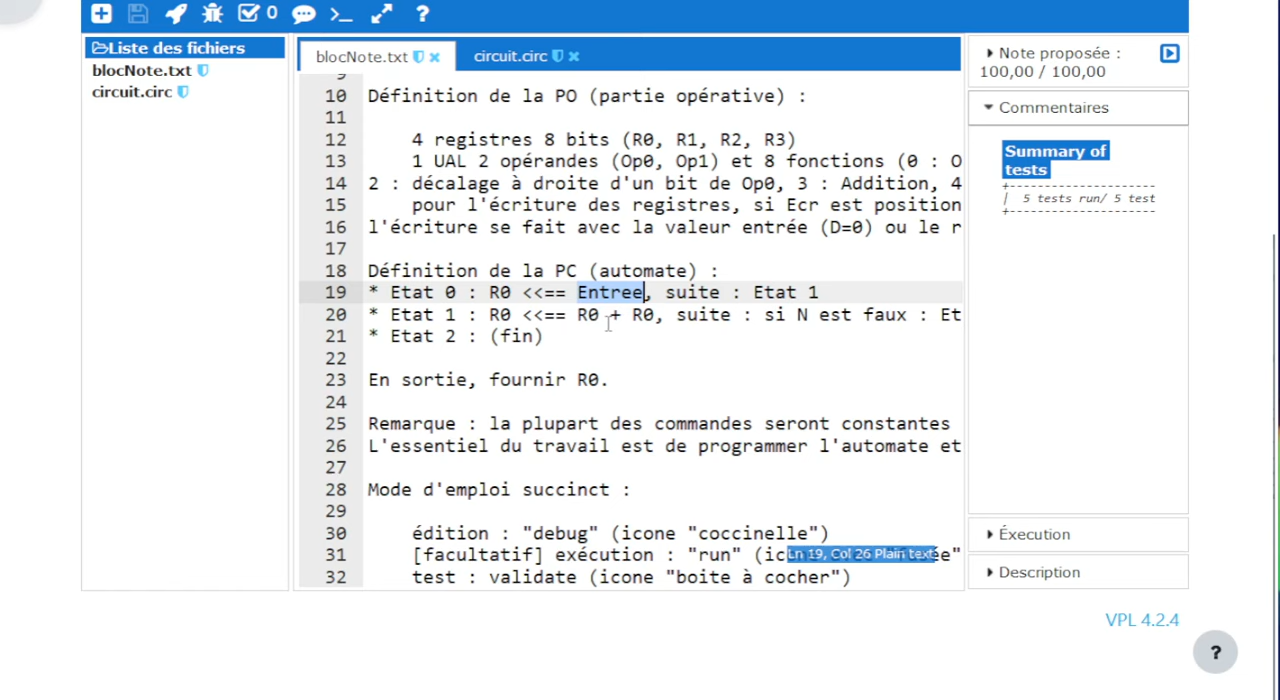 0
Liste des fichiers
blocNote.txt
circuit.circ
blocNote.txt
circuit.circ
9
10 Définition de la PO (partie opérative) :
11
12 4 registres 8 bits (R0, R1, R2, R3)
13 1 UAL 2 opérandes (Op0, Op1) et 8 fonctions (0 : O
14 2 : décalage à droite d'un bit de Op0, 3 : Addition, 4
15 pour l'écriture des registres, si Ecr est position
16 l'écriture se fait avec la valeur entrée (D=0) ou le r
17
18 Définition de la PC (automate) :
19 * Etat 0 : R0 <<== Entree, suite : Etat 1
20 * Etat 1 : R0 <<== R0 + R0, suite : si N est faux : Et
21 * Etat 2 : (fin)
22
23 En sortie, fournir R0.
24
25 Remarque : la plupart des commandes seront constantes
26 L'essentiel du travail est de programmer l'automate et
27
28 Mode d'emploi succinct :
29
30 édition : "debug" (icone "coccinelle")
31 [facultatif] exécution : "run"
32 test : validate (icone "boite à cocher")
Ln 19, Col 26 Plain text
Note proposée :
100,00 / 100,00
Commentaires
Summary of
tests
+---------------------
| 5 tests run/ 5 test
+---------------------
Éxecution
Description
VPL 4.2.4
?